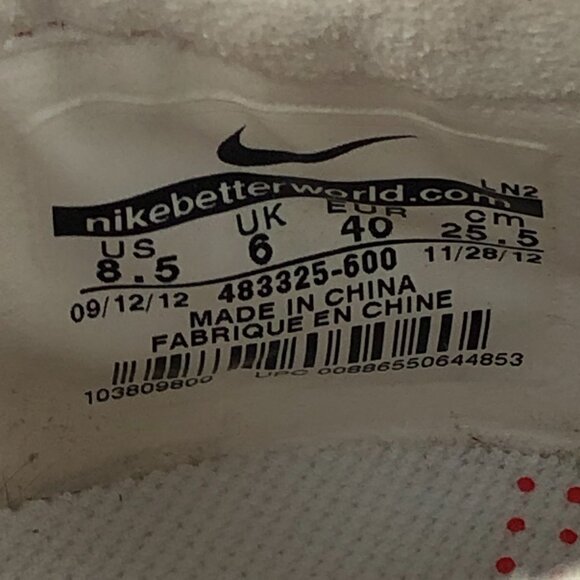 nikebetterworld.com LN2
US UK EUR cm
8.5 6 40 25.5
09/12/12 483325-600 11/28/12
MADE IN CHINA
FABRIQUE EN CHINE
103809800 UPC 00886550644853